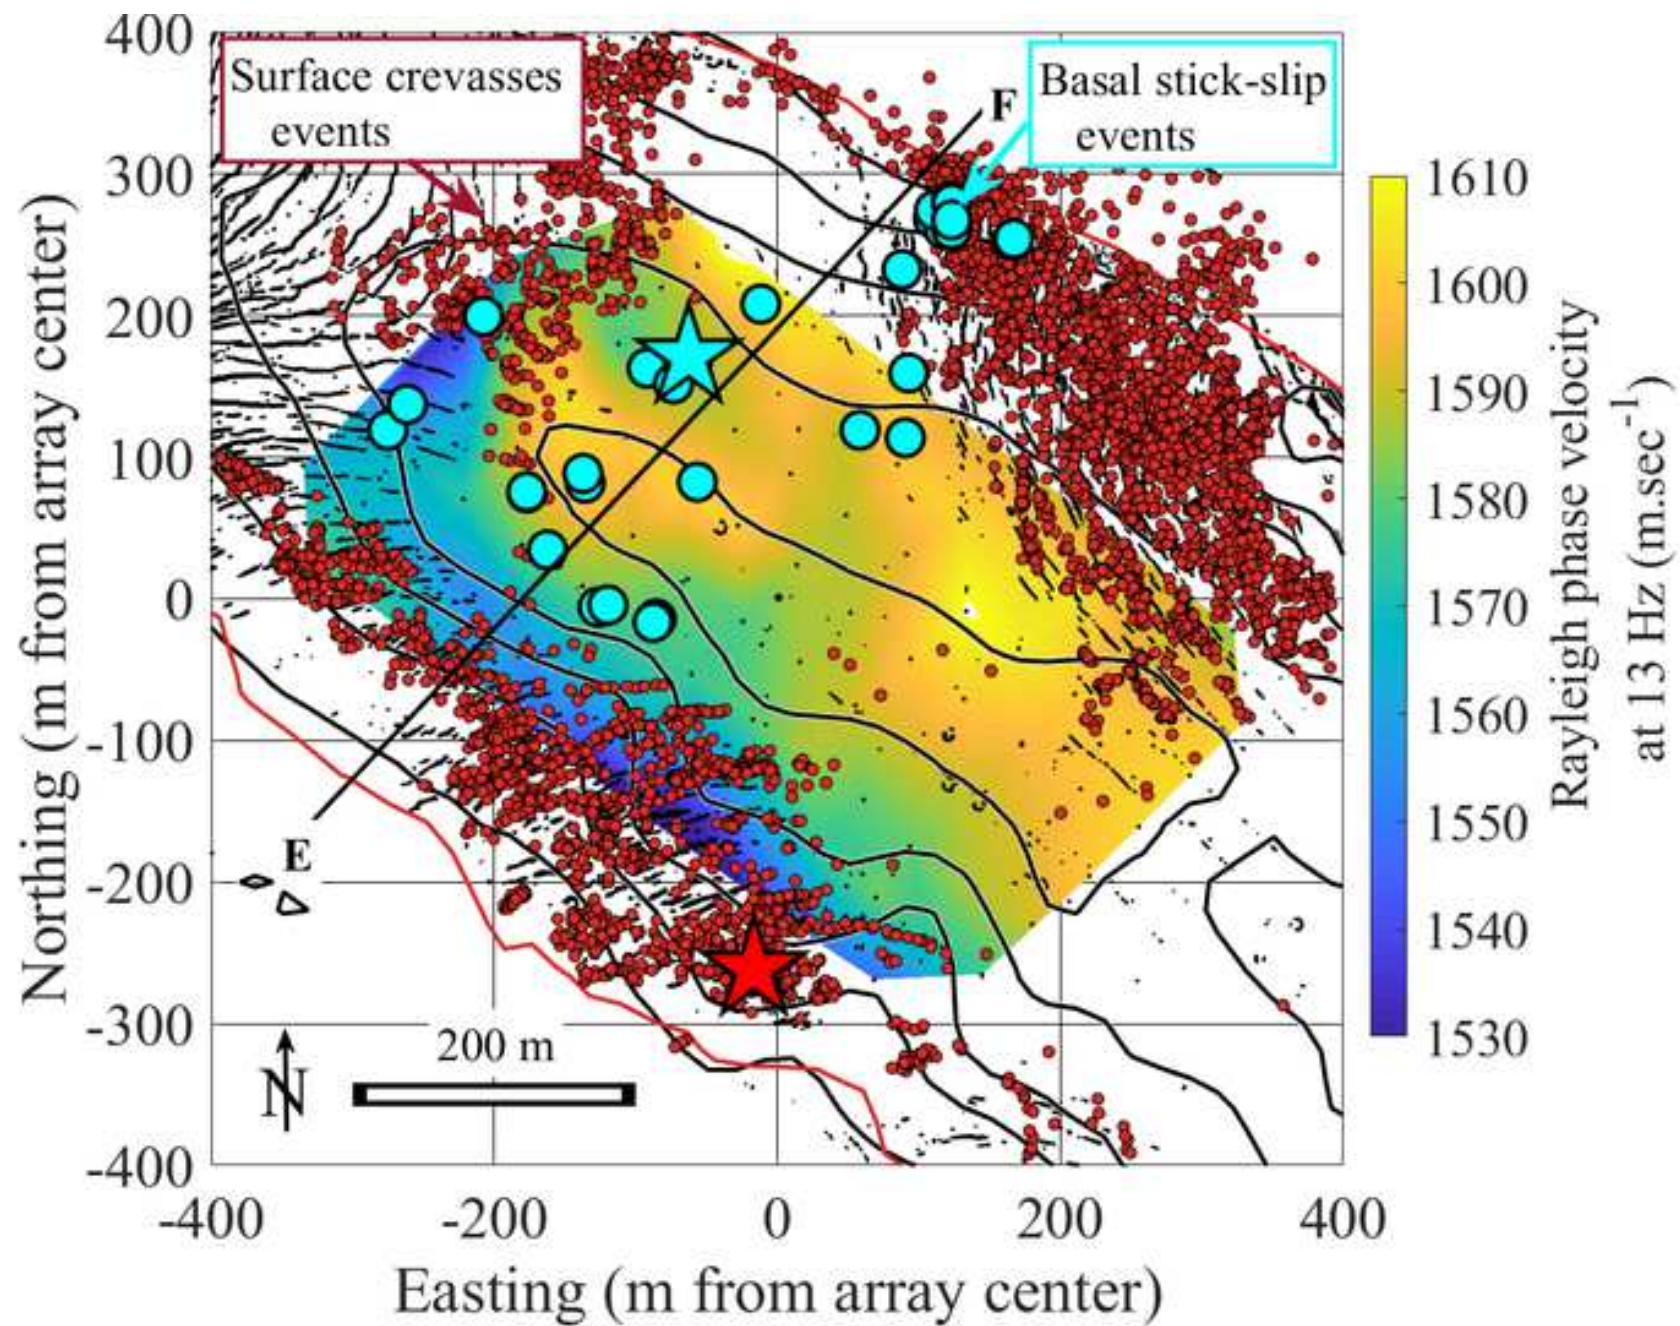 400
300
200
100
0
-100
-200
-300
-400
Northing (m from array center)
Surface crevasses
events
Basal stick-slip
events
F
E
N
200 m
-400
-200
0
200
400
Easting (m from array center)
1610
1600
1590
1580
1570
1560
1550
1540
1530
Rayleigh phase velocity
at 13 Hz (m.sec⁻¹)